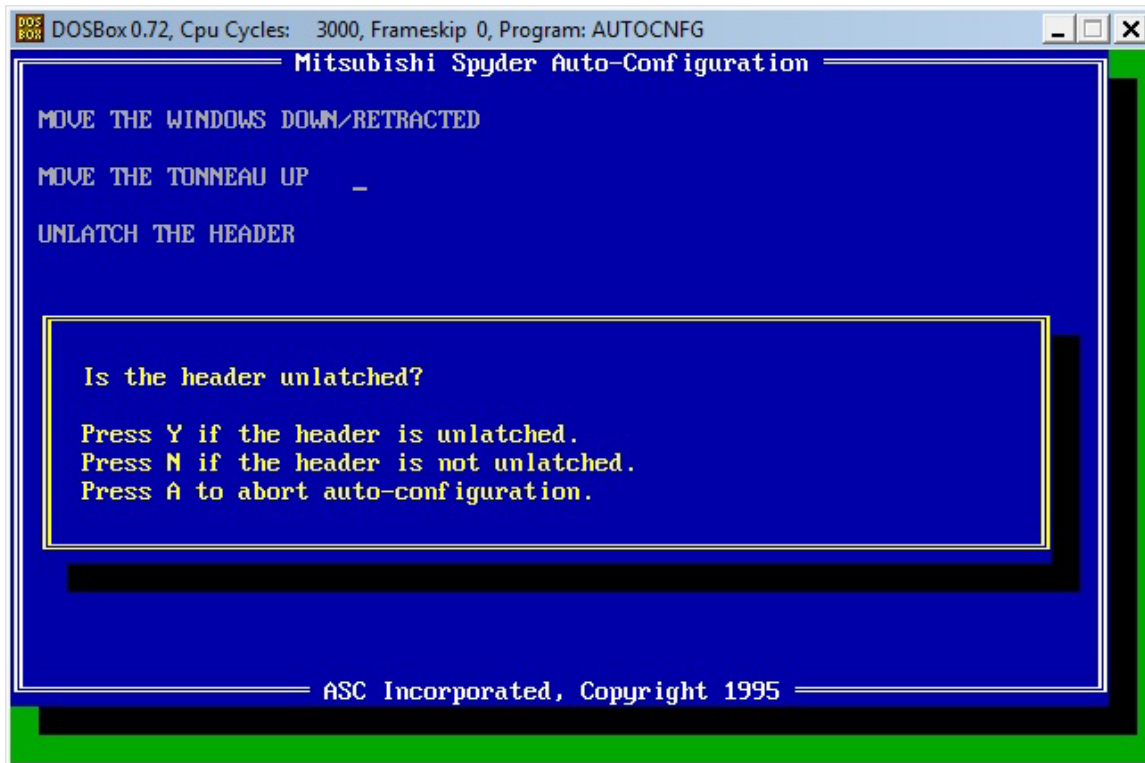 DOS
BOX
DOSBox 0.72, Cpu Cycles: 3000, Frameskip 0, Program: AUTOCNFG
Mitsubishi Spyder Auto-Configuration
MOVE THE WINDOWS DOWN/RETRACTED
MOVE THE TONNEAU UP _
UNLATCH THE HEADER
Is the header unlatched?
Press Y if the header is unlatched.
Press N if the header is not unlatched.
Press A to abort auto-configuration.
ASC Incorporated, Copyright 1995